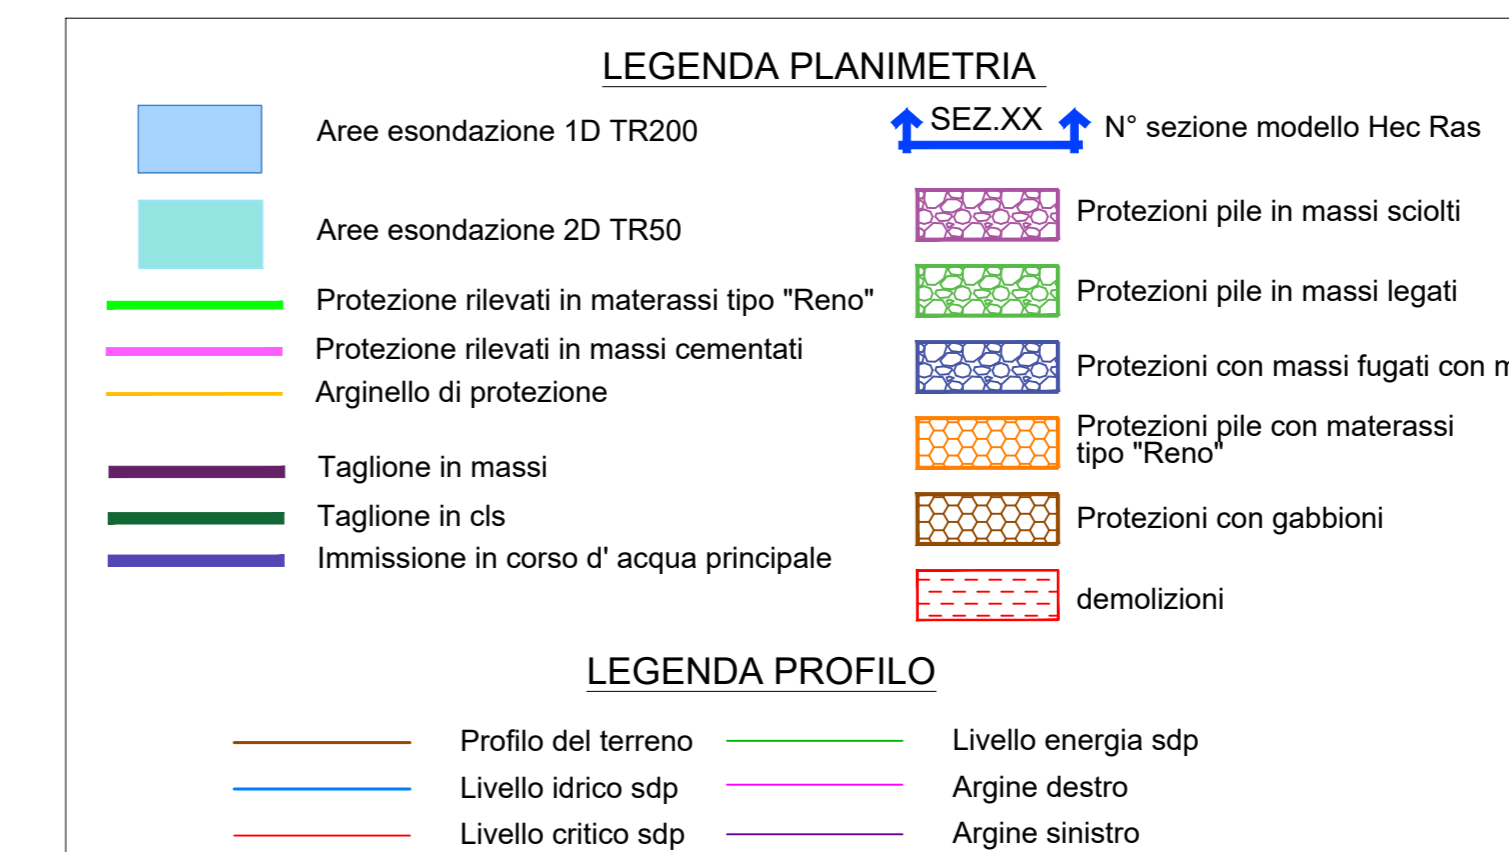 LEGENDA PLANIMETRIA
Aree esondazione 1D TR200
Aree esondazione 2D TR50
Protezione rilevati in materassi tipo "Reno"
Protezione rilevati in massi cementati
Arginello di protezione
Taglione in massi
Taglione in cls
Immissione in corso d' acqua principale
SEZ.XX
N° sezione modello Hec Ras
Protezioni pile in massi sciolti
Protezioni pile in massi legati
Protezioni con massi fugati con
Protezioni pile con materassi
tipo "Reno"
Protezioni con gabbioni
demolizioni
LEGENDA PROFILO
Profilo del terreno
Livello idrico sdp
Livello critico sdp
Livello energia sdp
Argine destro
Argine sinistro